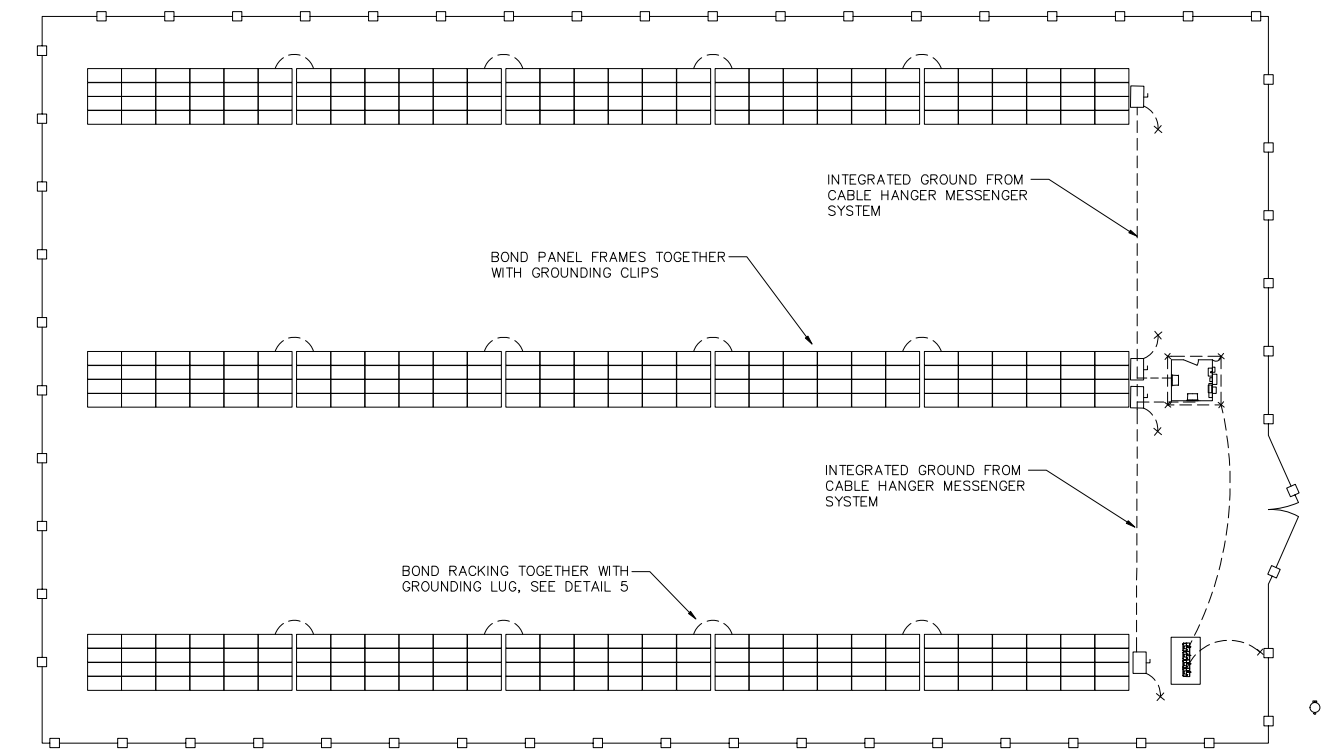 INTEGRATED GROUND FROM
CABLE HANGER MESSENGER
SYSTEM
BOND PANEL FRAMES TOGETHER
WITH GROUNDING CLIPS
INTEGRATED GROUND FROM
CABLE HANGER MESSENGER
SYSTEM
BOND RACKING TOGETHER WITH
GROUNDING LUG, SEE DETAIL 5